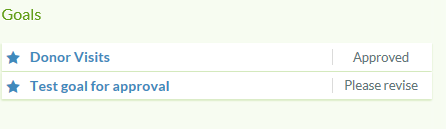 Goals
Donor Visits Approved
Test goal for approval Please revise